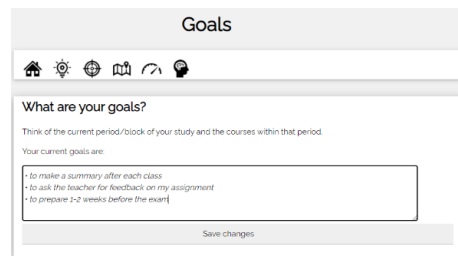 Goals
What are your goals?
Think of the current period/block of your study and the courses within that period.
Your current goals are:
• to make a summary after each class
• to ask the teacher for feedback on my assignment
• to prepare 1-2 weeks before the exam
Save changes